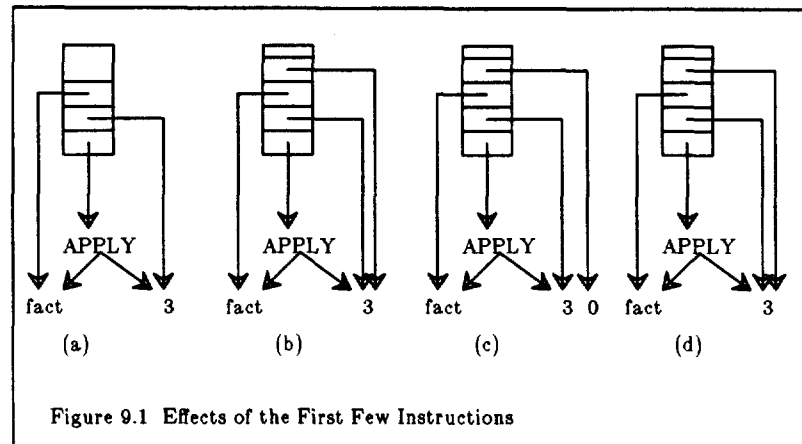 APPLY APPLY APPLY APPLY
fact 3 fact 3 fact 3 0 fact 3
(a) (b) (c) (d)
Figure 9.1 Effects of the First Few Instructions